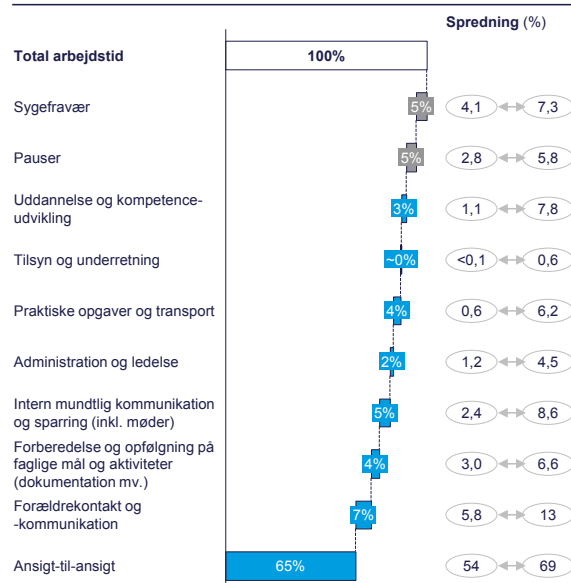 Spredning (%)
Total arbejdstid 100%
Sygefravær 5% 4,1 7,3
Pauser 5% 2,8 5,8
Uddannelse og kompetence-
udvikling 3% 1,1 7,8
Tilsyn og underretning ~0% <0,1 0,6
Praktiske opgaver og transport 4% 0,6 6,2
Administration og ledelse 2% 1,2 4,5
Intern mundtlig kommunikation
og sparring (inkl. møder) 5% 2,4 8,6
Forberedelse og opfølgning på
faglige mål og aktiviteter 4% 3,0 6,6
(dokumentation mv.)
Forældrekontakt og
-kommunikation 7% 5,8 13
Ansigt-til-ansigt 65% 54 69